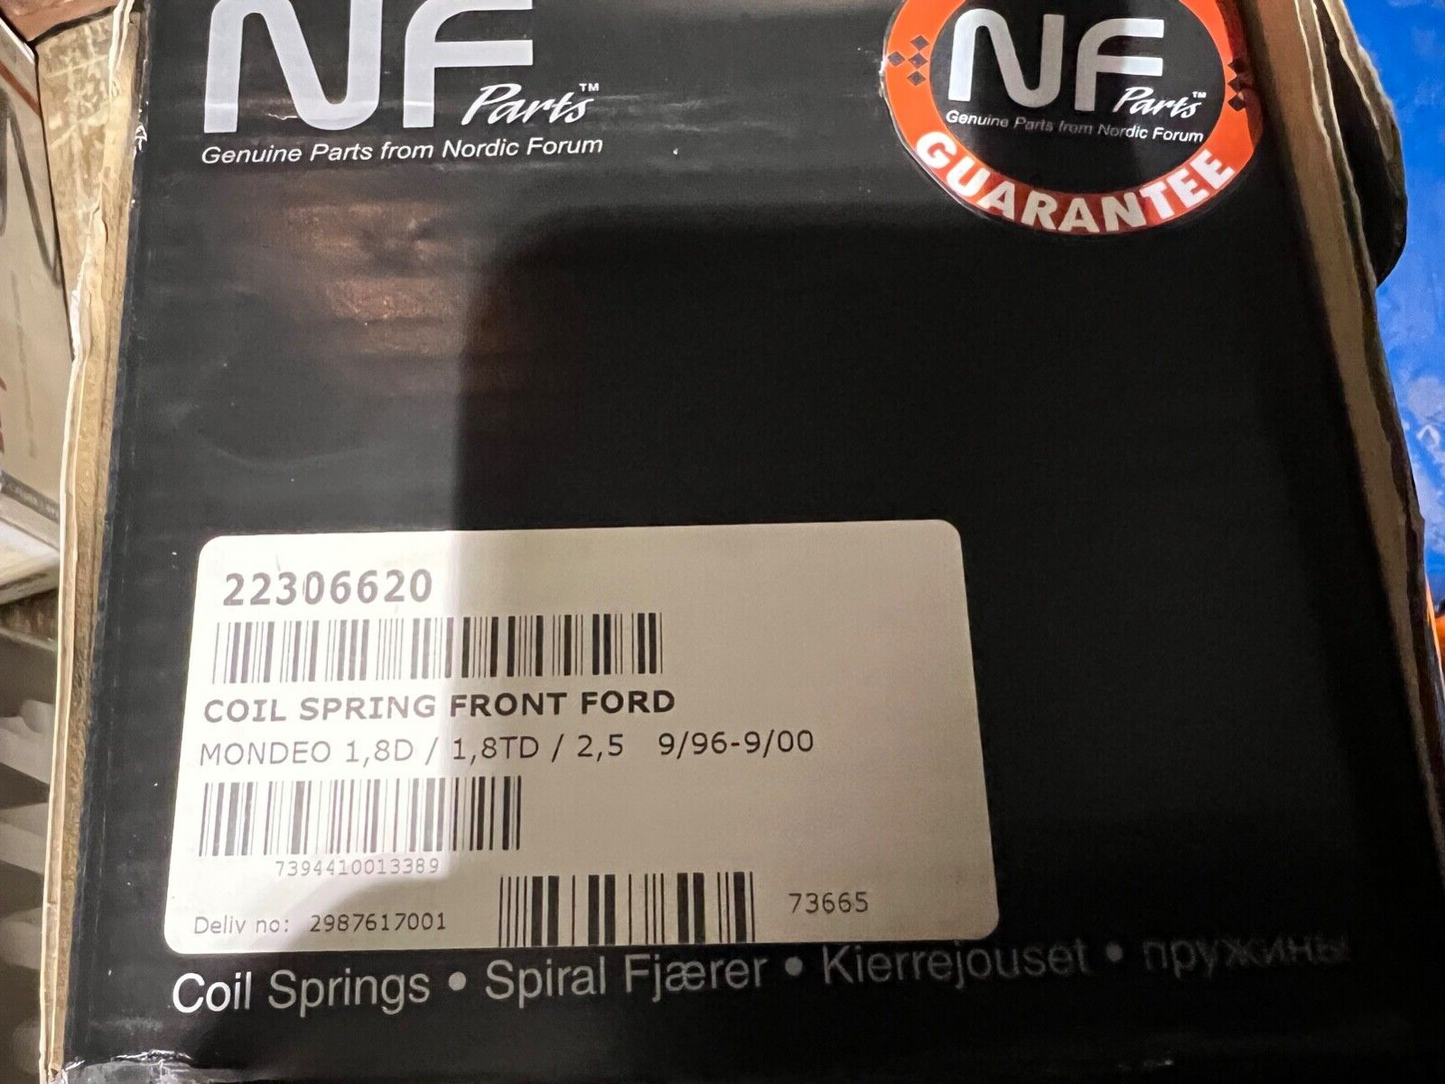 NF
Parts™
Genuine Parts from Nordic Forum
NF
Parts™
Genuine Parts from Nordic Forum
GUARANTEE
22306620
COIL SPRING FRONT FORD
MONDEO 1,8D / 1,8TD / 2,5 9/96-9/00
7394410013389
Deliv no: 2987617001
73665
Coil Springs • Spiral Fjærer • Kierrejouset • пружины